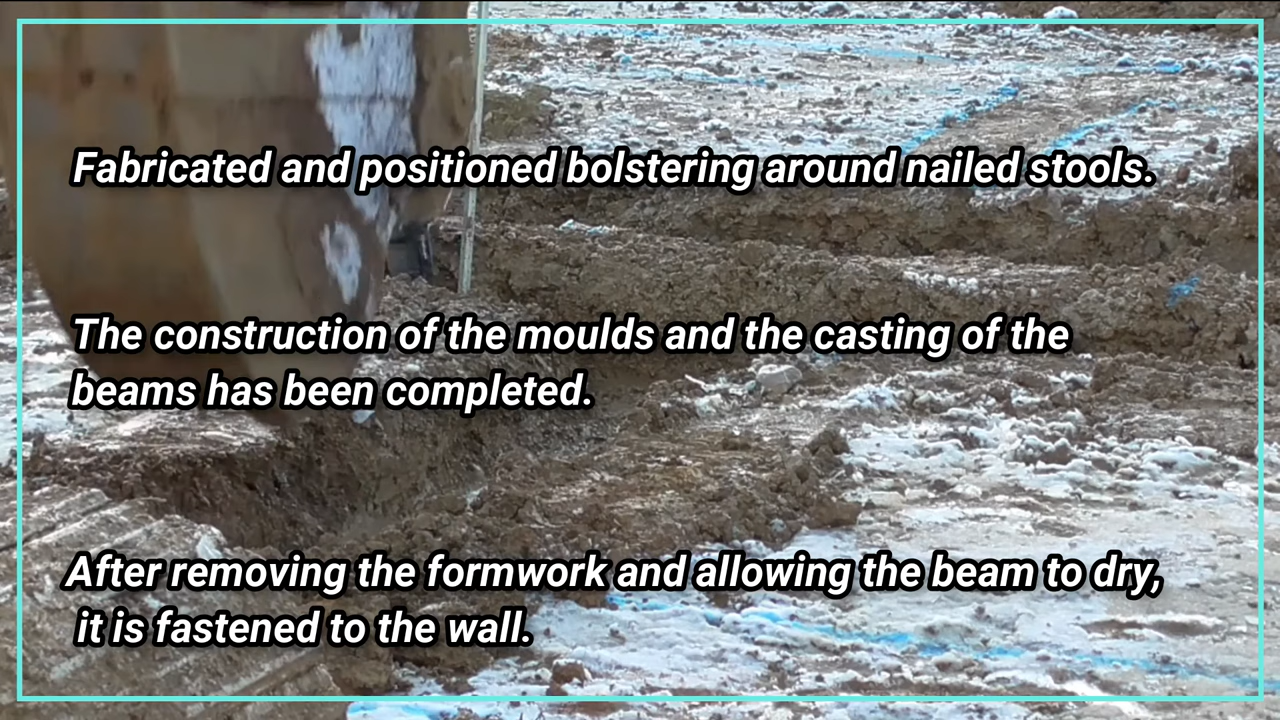 Fabricated and positioned bolstering around nailed stools.
The construction of the moulds and the casting of the
beams has been completed.
After removing the formwork and allowing the beam to dry,
it is fastened to the wall.